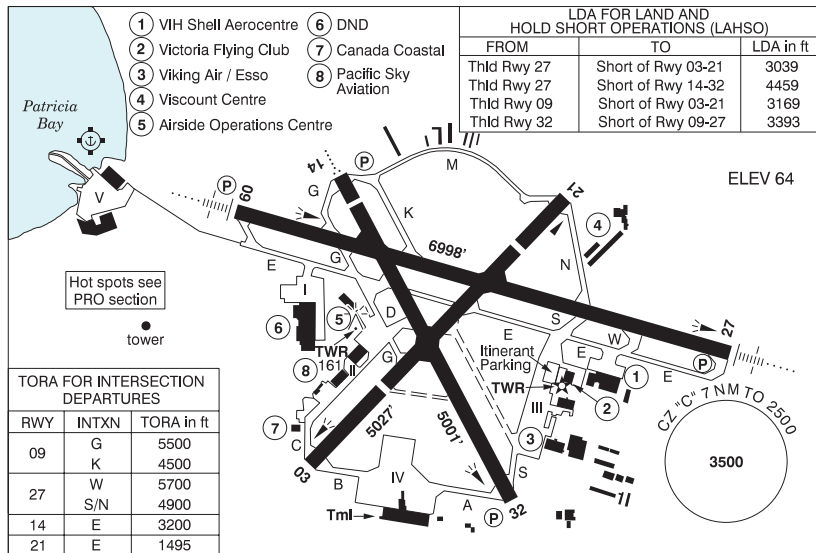 1 VIH Shell Aerocentre
2 Victoria Flying Club
3 Viking Air / Esso
4 Viscount Centre
5 Airside Operations Centre
6 DND
7 Canada Coastal
8 Pacific Sky
Aviation
LDA FOR LAND AND
HOLD SHORT OPERATIONS (LAHSO)
FROM TO LDA in ft
Thld Rwy 27 Short of Rwy 03-21 3039
Thld Rwy 27 Short of Rwy 14-32 4459
Thld Rwy 09 Short of Rwy 03-21 3169
Thld Rwy 32 Short of Rwy 09-27 3393
Patricia
Bay
ELEV 64
V
P
09
14
P
G
K
M
21
4
N
6998'
G
E
I
Hot spots see
PRO section
tower
6
5
D
TWR
161
8
II
G
E
S
W
27
P
E
E
Itinerant
Parking
TWR
1
2
III
3
7
C
5027'
5001'
03
B
IV
Tml
A
S
32
P
CZ "C" 7 NM TO 2500
3500
TORA FOR INTERSECTION
DEPARTURES
RWY INTXN TORA in ft
09 G 5500
K 4500
27 W 5700
S/N 4900
14 E 3200
21 E 1495